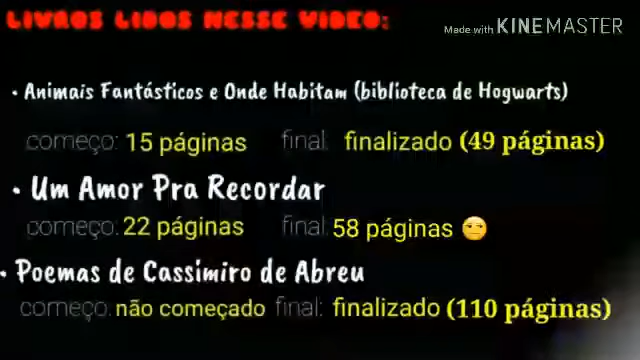 LIVROS LIDOS NESSE VIDEO:
Made with KINEMASTER
• Animais Fantásticos e Onde Habitam (biblioteca de Hogwarts)
começo: 15 páginas final: finalizado (49 páginas)
• Um Amor Pra Recordar
começo: 22 páginas final: 58 páginas 😒
• Poemas de Cassimiro de Abreu
começo: não começado final: finalizado (110 páginas)